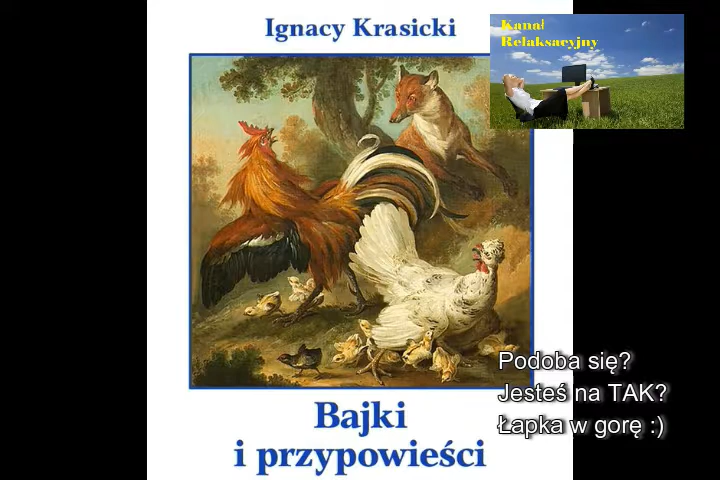 Ignacy Krasicki
Kanał
Relaksacyjny
Podoba się?
Jesteś na TAK?
Łapka w gorę :)
Bajki
i przypowieści